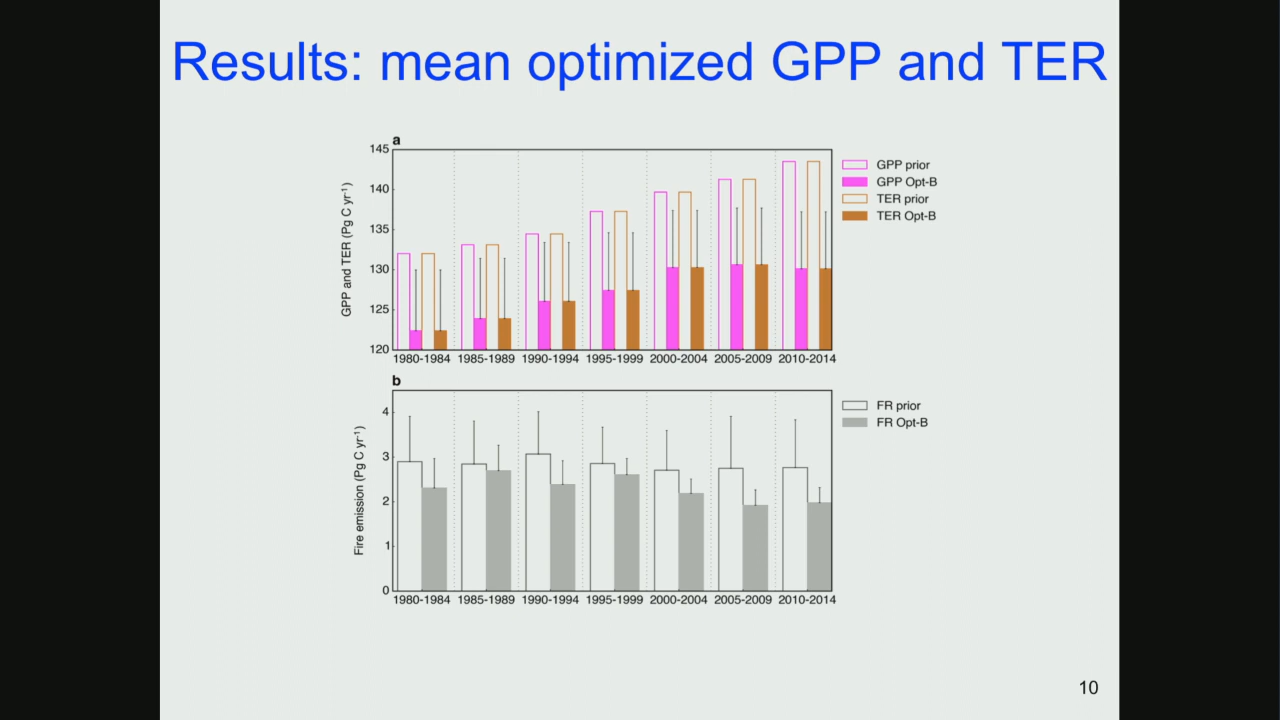 Results: mean optimized GPP and TER
a
GPP and TER (Pg C yr⁻¹)
145
140
135
130
125
120
1980-1984 1985-1989 1990-1994 1995-1999 2000-2004 2005-2009 2010-2014
GPP prior
GPP Opt-B
TER prior
TER Opt-B
b
Fire emission (Pg C yr⁻¹)
4
3
2
1
0
1980-1984 1985-1989 1990-1994 1995-1999 2000-2004 2005-2009 2010-2014
FR prior
FR Opt-B
10